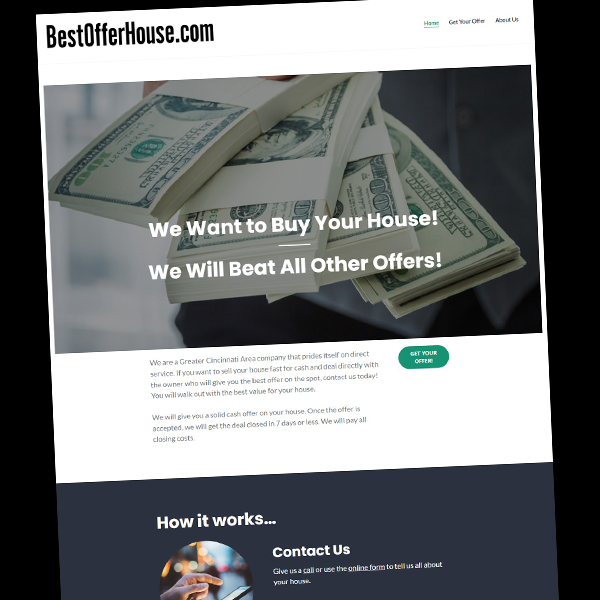 BestOfferHouse.com
Home Get Your Offer About Us
We Want to Buy Your House!
We Will Beat All Other Offers!
We are a Greater Cincinnati Area company that prides itself on direct
service. If you want to sell your house fast for cash and deal directly with
the owner who will give you the best offer on the spot, contact us today!
You will walk out with the best value for your house.
GET YOUR
OFFER!
We will give you a solid cash offer on your house. Once the offer is
accepted, we will get the deal closed in 7 days or less. We will pay all
closing costs.
How it works...
Contact Us
Give us a call or use the online form to tell us all about
your house.